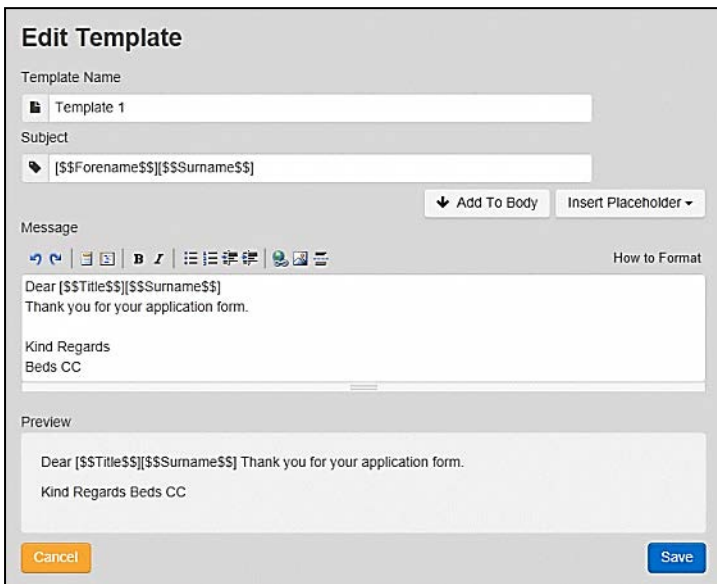 Edit Template
Template Name
Template 1
Subject
[$$Forename$$][$$Surname$$]
Add To Body
Insert Placeholder
Message
B I
How to Format
Dear [$$Title$$][$$Surname$$]
Thank you for your application form.
Kind Regards
Beds CC
Preview
Dear [$$Title$$][$$Surname$$] Thank you for your application form.
Kind Regards Beds CC
Cancel
Save